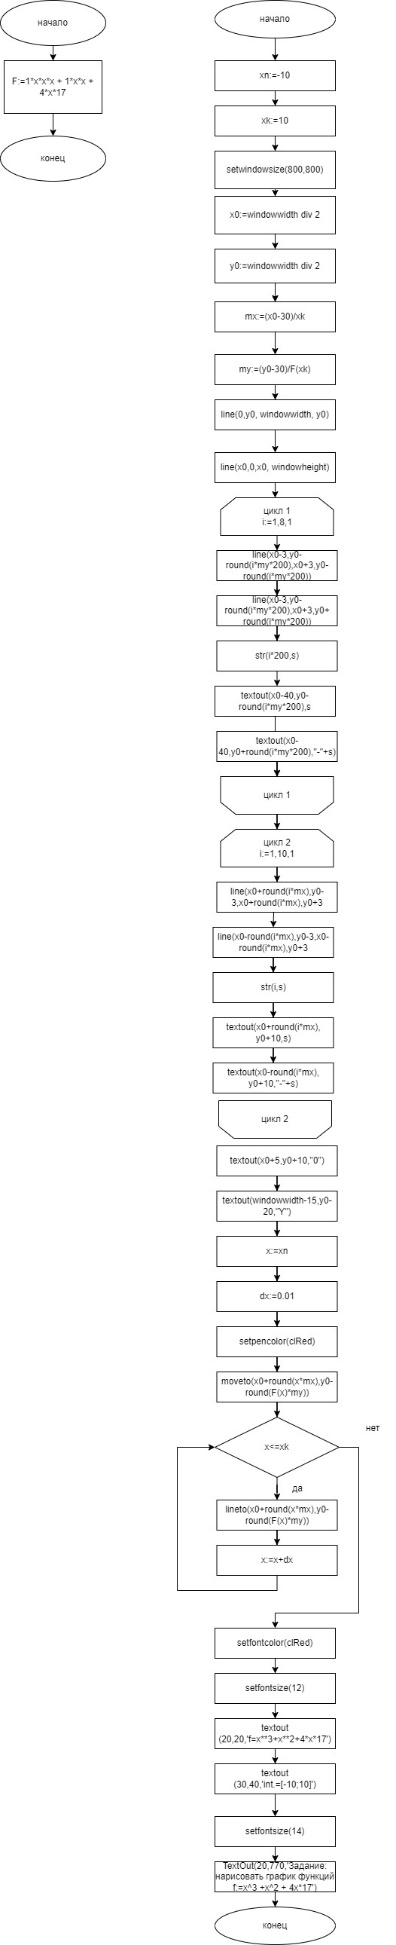 начало
F:=1*x*x*x + 1*x*x +
4*x*17
конец
начало
xn:=-10
xk:=10
setwindowsize(800,800)
x0:=windowwidth div 2
y0:=windowwidth div 2
mx:=(x0-30)/xk
my:=(y0-30)/F(xk)
line(0,y0, windowwidth, y0)
line(x0,0,x0, windowheight)
цикл 1
i:=1,8,1
line(x0-3,y0-
round(i*my*200),x0+3,y0-
round(i*my*200))
line(x0-3,y0-
round(i*my*200),x0+3,y0+
round(i*my*200))
str(i*200,s)
textout(x0-40,y0-
round(i*my*200),s
textout(x0-
40,y0+round(i*my*200),"-"+s)
цикл 1
цикл 2
i:=1,10,1
line(x0+round(i*mx),y0-
3,x0+round(i*mx),y0+3
line(x0-round(i*mx),y0-3,x0-
round(i*mx),y0+3
str(i,s)
textout(x0+round(i*mx),
y0+10,s)
textout(x0-round(i*mx),
y0+10,"-"+s)
цикл 2
textout(x0+5,y0+10,"0")
textout(windowwidth-15,y0-
20,"Y")
x:=xn
dx:=0.01
setpencolor(clRed)
moveto(x0+round(x*mx),y0-
round(F(x)*my))
x<=xk
нет
да
lineto(x0+round(x*mx),y0-
round(F(x)*my))
x:=x+dx
setfontcolor(clRed)
setfontsize(12)
textout
(20,20,'f=x**3+x**2+4*x*17')
textout
(30,40,'int.=[-10;10]')
setfontsize(14)
TextOut(20,770,'Задание:
нарисовать график функций
f:=x^3 +x^2 + 4x*17')
конец